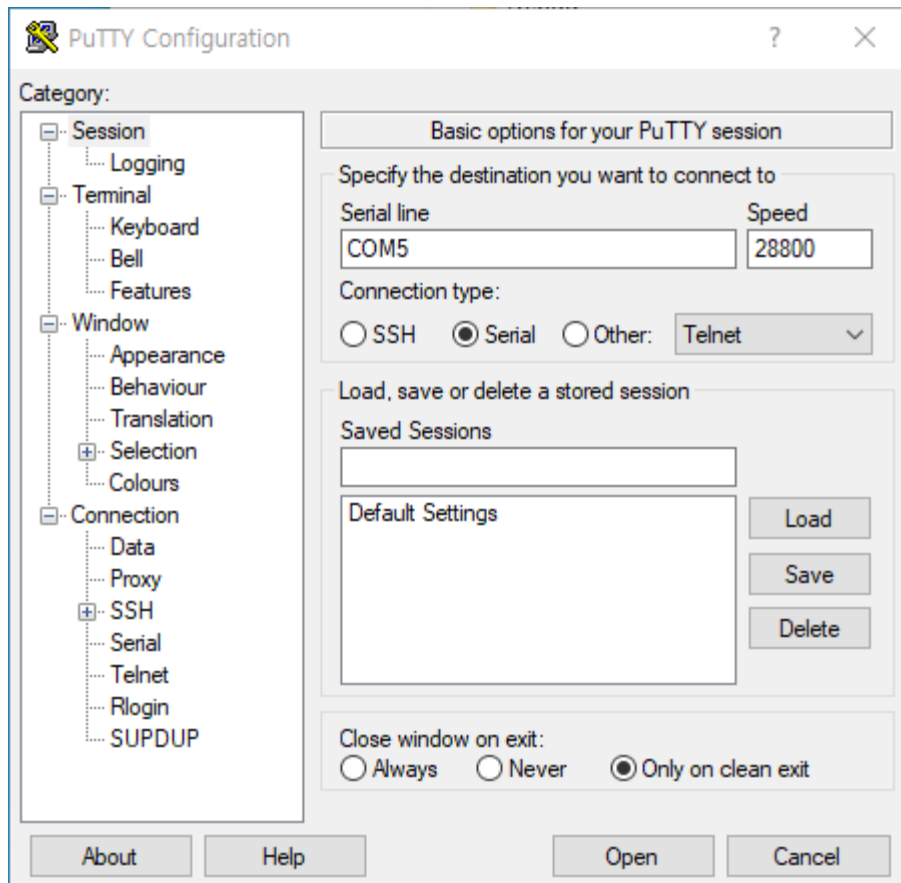 PuTTY Configuration
?
Category:
Session
Logging
Terminal
Keyboard
Bell
Features
Window
Appearance
Behaviour
Translation
Selection
Colours
Connection
Data
Proxy
SSH
Serial
Telnet
Rlogin
SUPDUP
Basic options for your PuTTY session
Specify the destination you want to connect to
Serial line Speed
COM5 28800
Connection type:
SSH Serial Other: Telnet
Load, save or delete a stored session
Saved Sessions
Default Settings
Load
Save
Delete
Close window on exit:
Always Never Only on clean exit
About Help Open Cancel